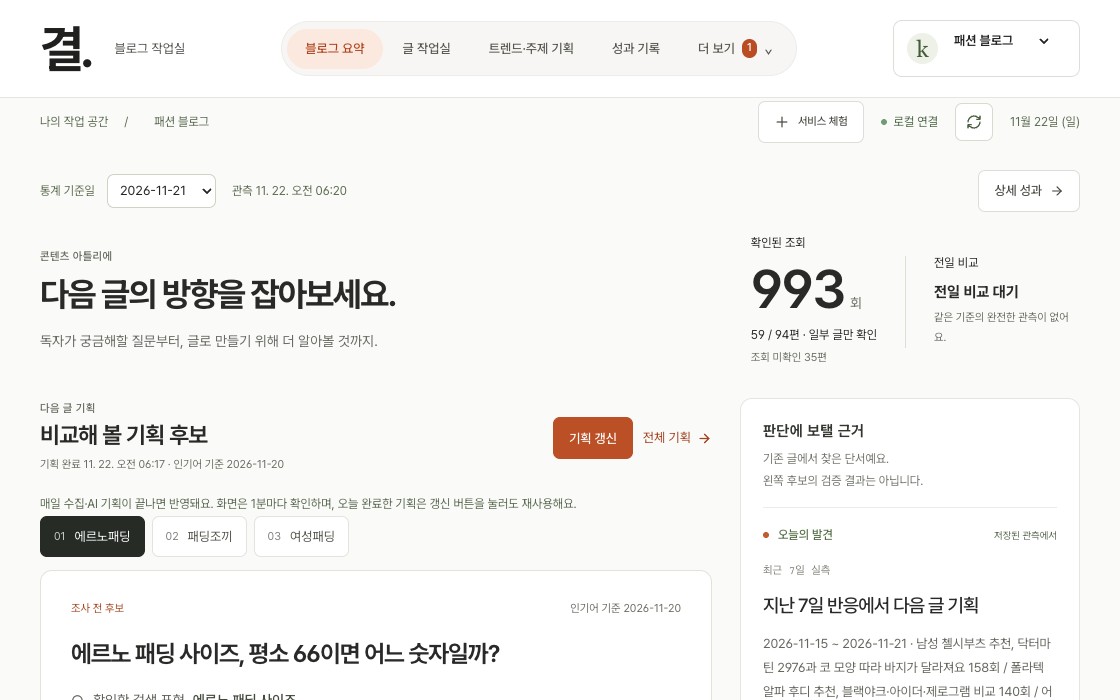 결.
블로그 작업실
블로그 요약
글 작업실
트렌드·주제 기획
성과 기록
더 보기 1
k 패션 블로그
나의 작업 공간 / 패션 블로그
서비스 체험
로컬 연결
11월 22일 (일)
통계 기준일 2026-11-21 관측 11. 22. 오전 06:20
상세 성과
콘텐츠 아틀리에
다음 글의 방향을 잡아보세요.
독자가 궁금해할 질문부터, 글로 만들기 위해 더 알아볼 것까지.
확인된 조회
993 회
59 / 94편 · 일부 글만 확인
조회 미확인 35편
전일 비교
전일 비교 대기
같은 기준의 완전한 관측이 없어
요.
다음 글 기획
비교해 볼 기획 후보
기획 완료 11. 22. 오전 06:17 · 인기어 기준 2026-11-20
기획 갱신
전체 기획
매일 수집·AI 기획이 끝나면 반영돼요. 화면은 1분마다 확인하며, 오늘 완료한 기획은 갱신 버튼을 눌러도 재사용해요.
01 에르노패딩
02 패딩조끼
03 여성패딩
조사 전 후보
인기어 기준 2026-11-20
에르노 패딩 사이즈, 평소 66이면 어느 숫자일까?
확인한 검색 표현 에르노 패딩 사이즈
판단에 보탤 근거
기존 글에서 찾은 단서예요.
왼쪽 후보의 검증 결과는 아닙니다.
오늘의 발견
저장된 관측에서
최근 7일 실측
지난 7일 반응에서 다음 글 기획
2026-11-15 ~ 2026-11-21 · 남성 첼시부츠 추천, 닥터마
틴 2976과 코 모양 따라 바지가 달라져요 158회 / 폴라텍
알파 후디 추천, 블랙야크·아이더·제로그램 비교 140회 / 어